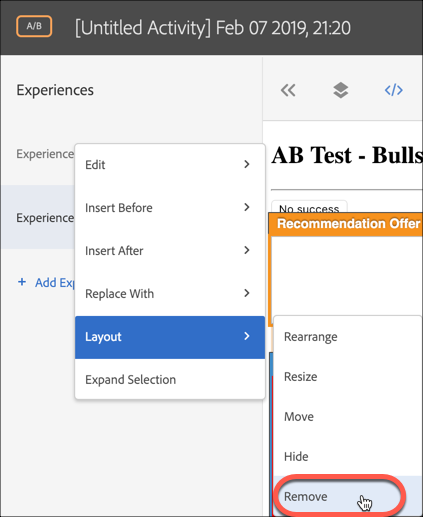 A/B
[Untitled Activity] Feb 07 2019, 21:20
Experiences
Experience
Experience
+ Add Exp
AB Test - Bulls
No success
Recommendation Offer
Edit
Insert Before
Insert After
Replace With
Layout
Expand Selection
Rearrange
Resize
Move
Hide
Remove